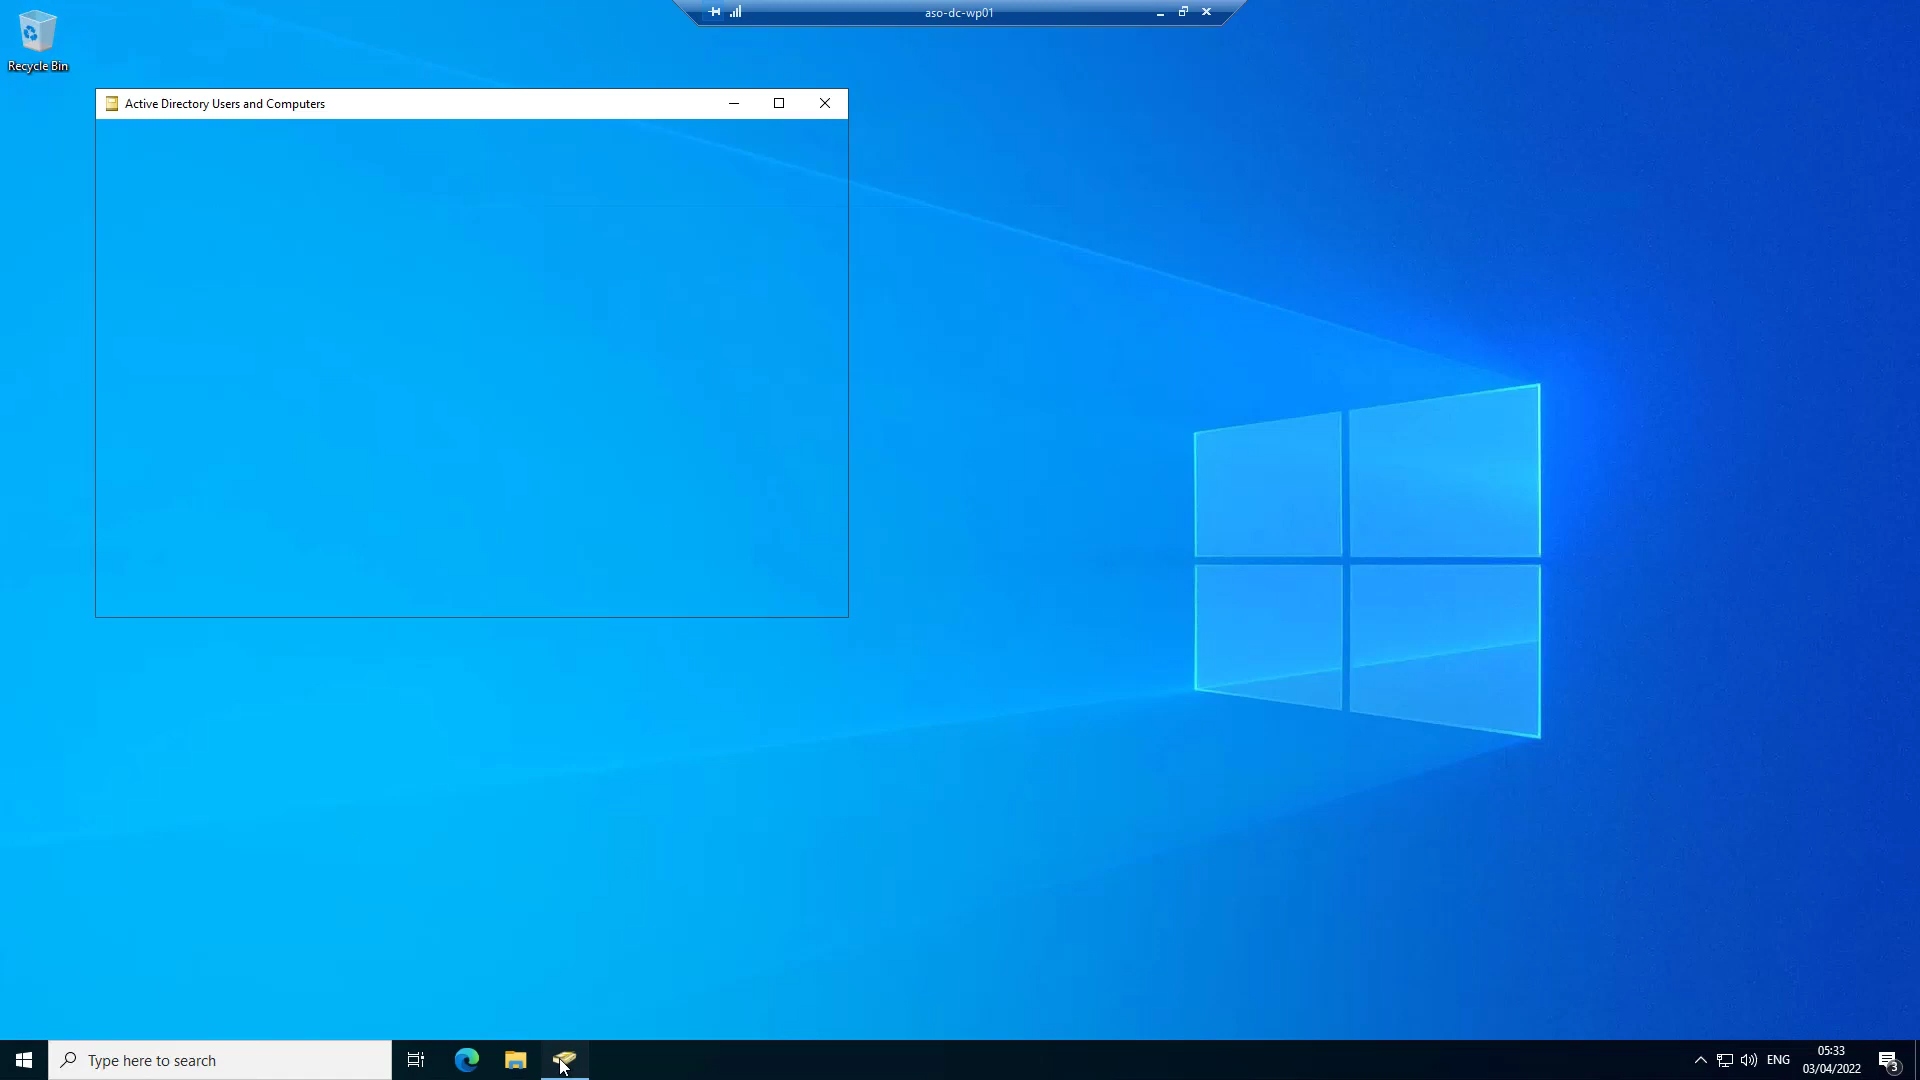 aso-dc-wp01
Recycle Bin
Active Directory Users and Computers
Type here to search
ENG
05:33
03/04/2022
3